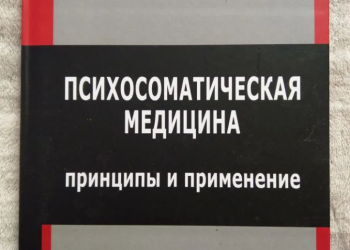 ПСИХОСОМАТИЧЕСКАЯ
МЕДИЦИНА
принципы и применение